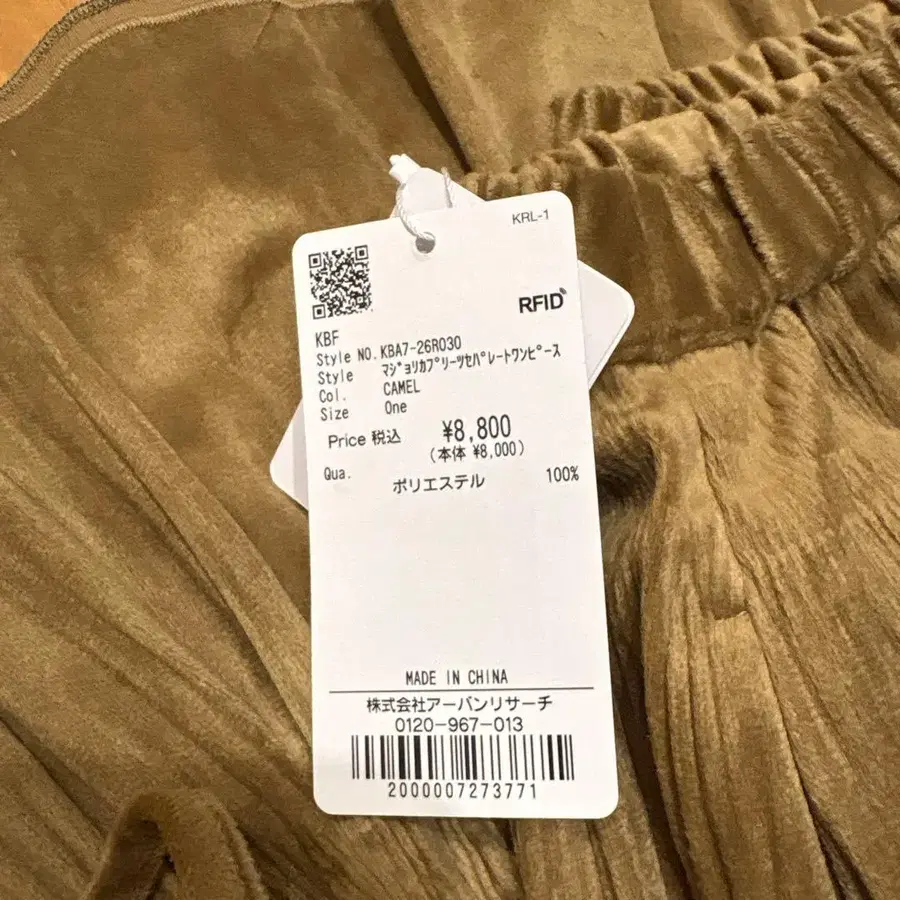 KRL-1
RFID
KBF
Style NO. KBA7-26R030
Style ﾏｼﾞｮﾘｶﾌﾟﾘｰﾂｾﾊﾟﾚｰﾄﾜﾝﾋﾟｰｽ
Col. CAMEL
Size One
Price 税込 ¥8,800
(本体 ¥8,000)
Qua.
ポリエステル 100%
MADE IN CHINA
株式会社アーバンリサーチ
0120-967-013
2000007273771